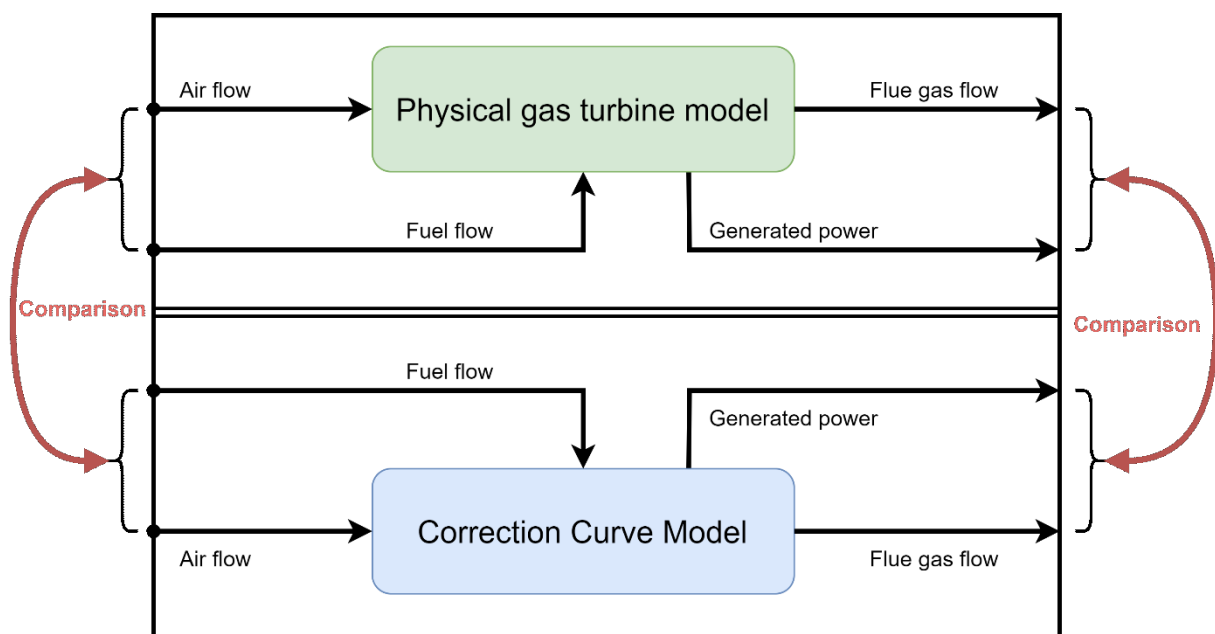 Air flow
Physical gas turbine model
Flue gas flow
Fuel flow
Generated power
Comparison
Comparison
Fuel flow
Generated power
Correction Curve Model
Air flow
Flue gas flow